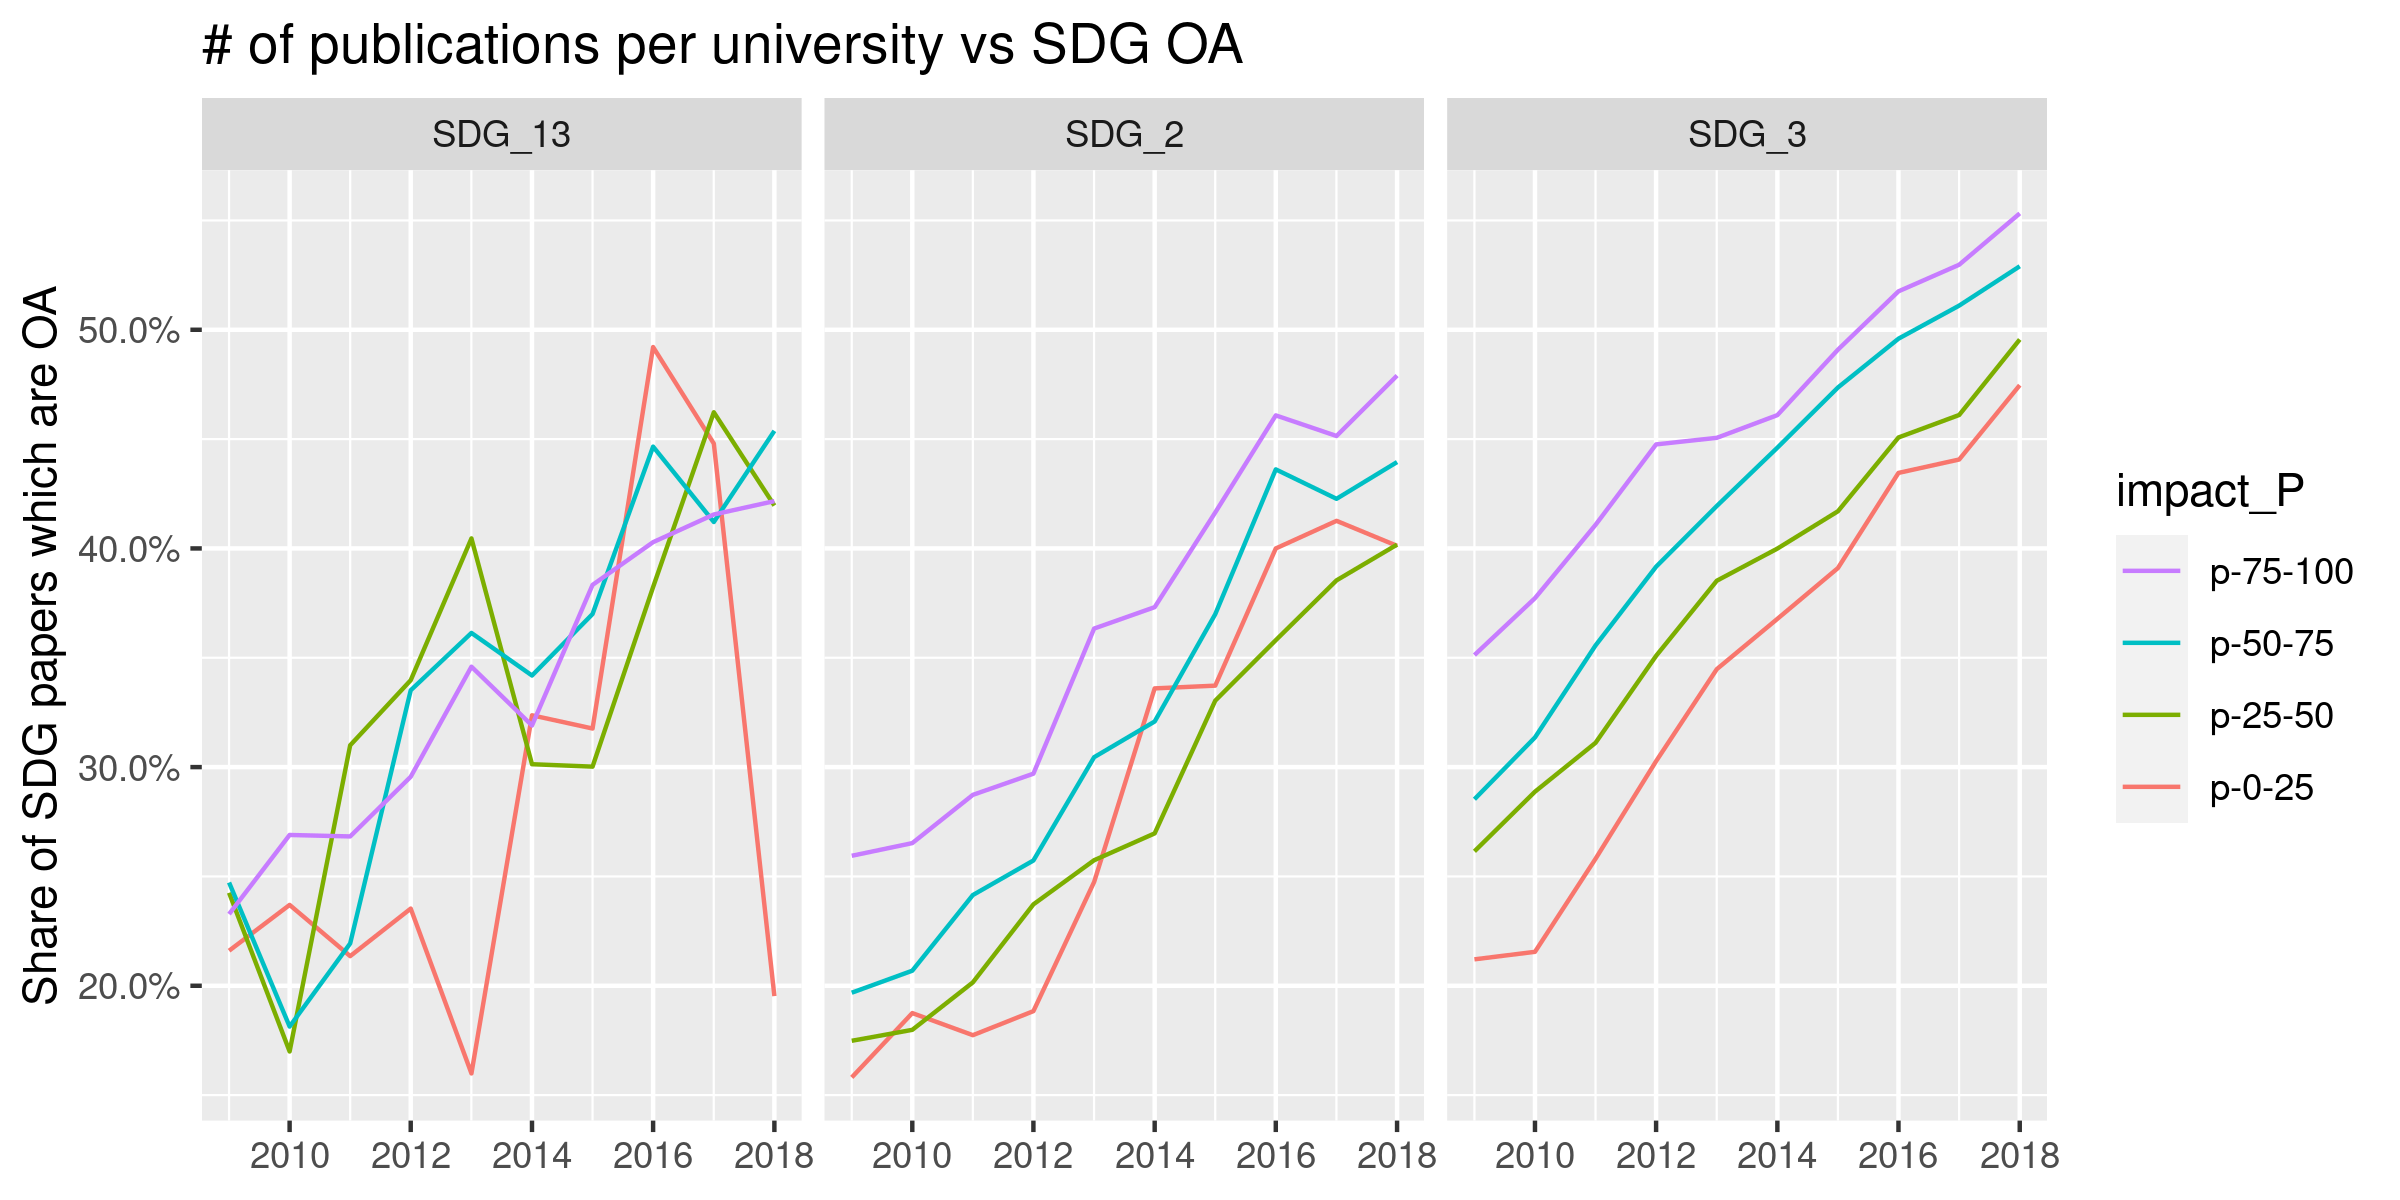 # of publications per university vs SDG OA
SDG_13
SDG_2
SDG_3
Share of SDG papers which are OA
50.0%
40.0%
30.0%
20.0%
2010 2012 2014 2016 2018
2010 2012 2014 2016 2018
2010 2012 2014 2016 2018
impact_P
p-75-100
p-50-75
p-25-50
p-0-25